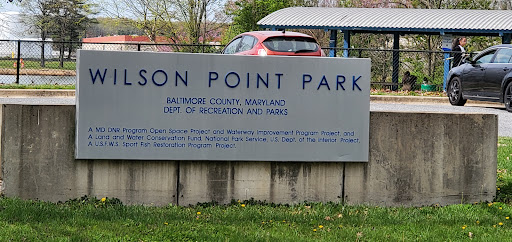 WILSON POINT PARK
BALTIMORE COUNTY, MARYLAND
DEPT. OF RECREATION AND PARKS
A MD DNR PROGRAM OPEN SPACE PROJECT AND WATERWAY IMPROVEMENT PROGRAM PROJECT, AND
A LAND AND WATER CONSERVATION FUND, NATIONAL PARK SERVICE, U.S. DEPT. OF THE INTERIOR, PROJECT,
A U.S.F.W.S. SPORT FISH RESTORATION PROGRAM, PROJECT,